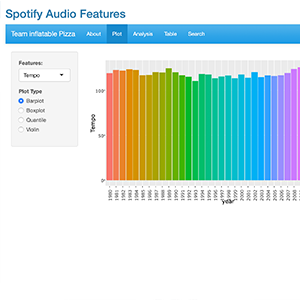 Spotify Audio Features
Team inflatable Pizza About Plot Analysis Table Search
Features:
Tempo
Plot Type
Barplot
Boxplot
Quantile
Violin
Tempo
100
0
1980 1981 1982 1983 1984 1985 1986 1987 1988 1989 1990 1991 1992 1993 1994 1995 1996 1997 1998 1999 2000 2001 2002 2003 2004 2005 2006 2007 2008
year